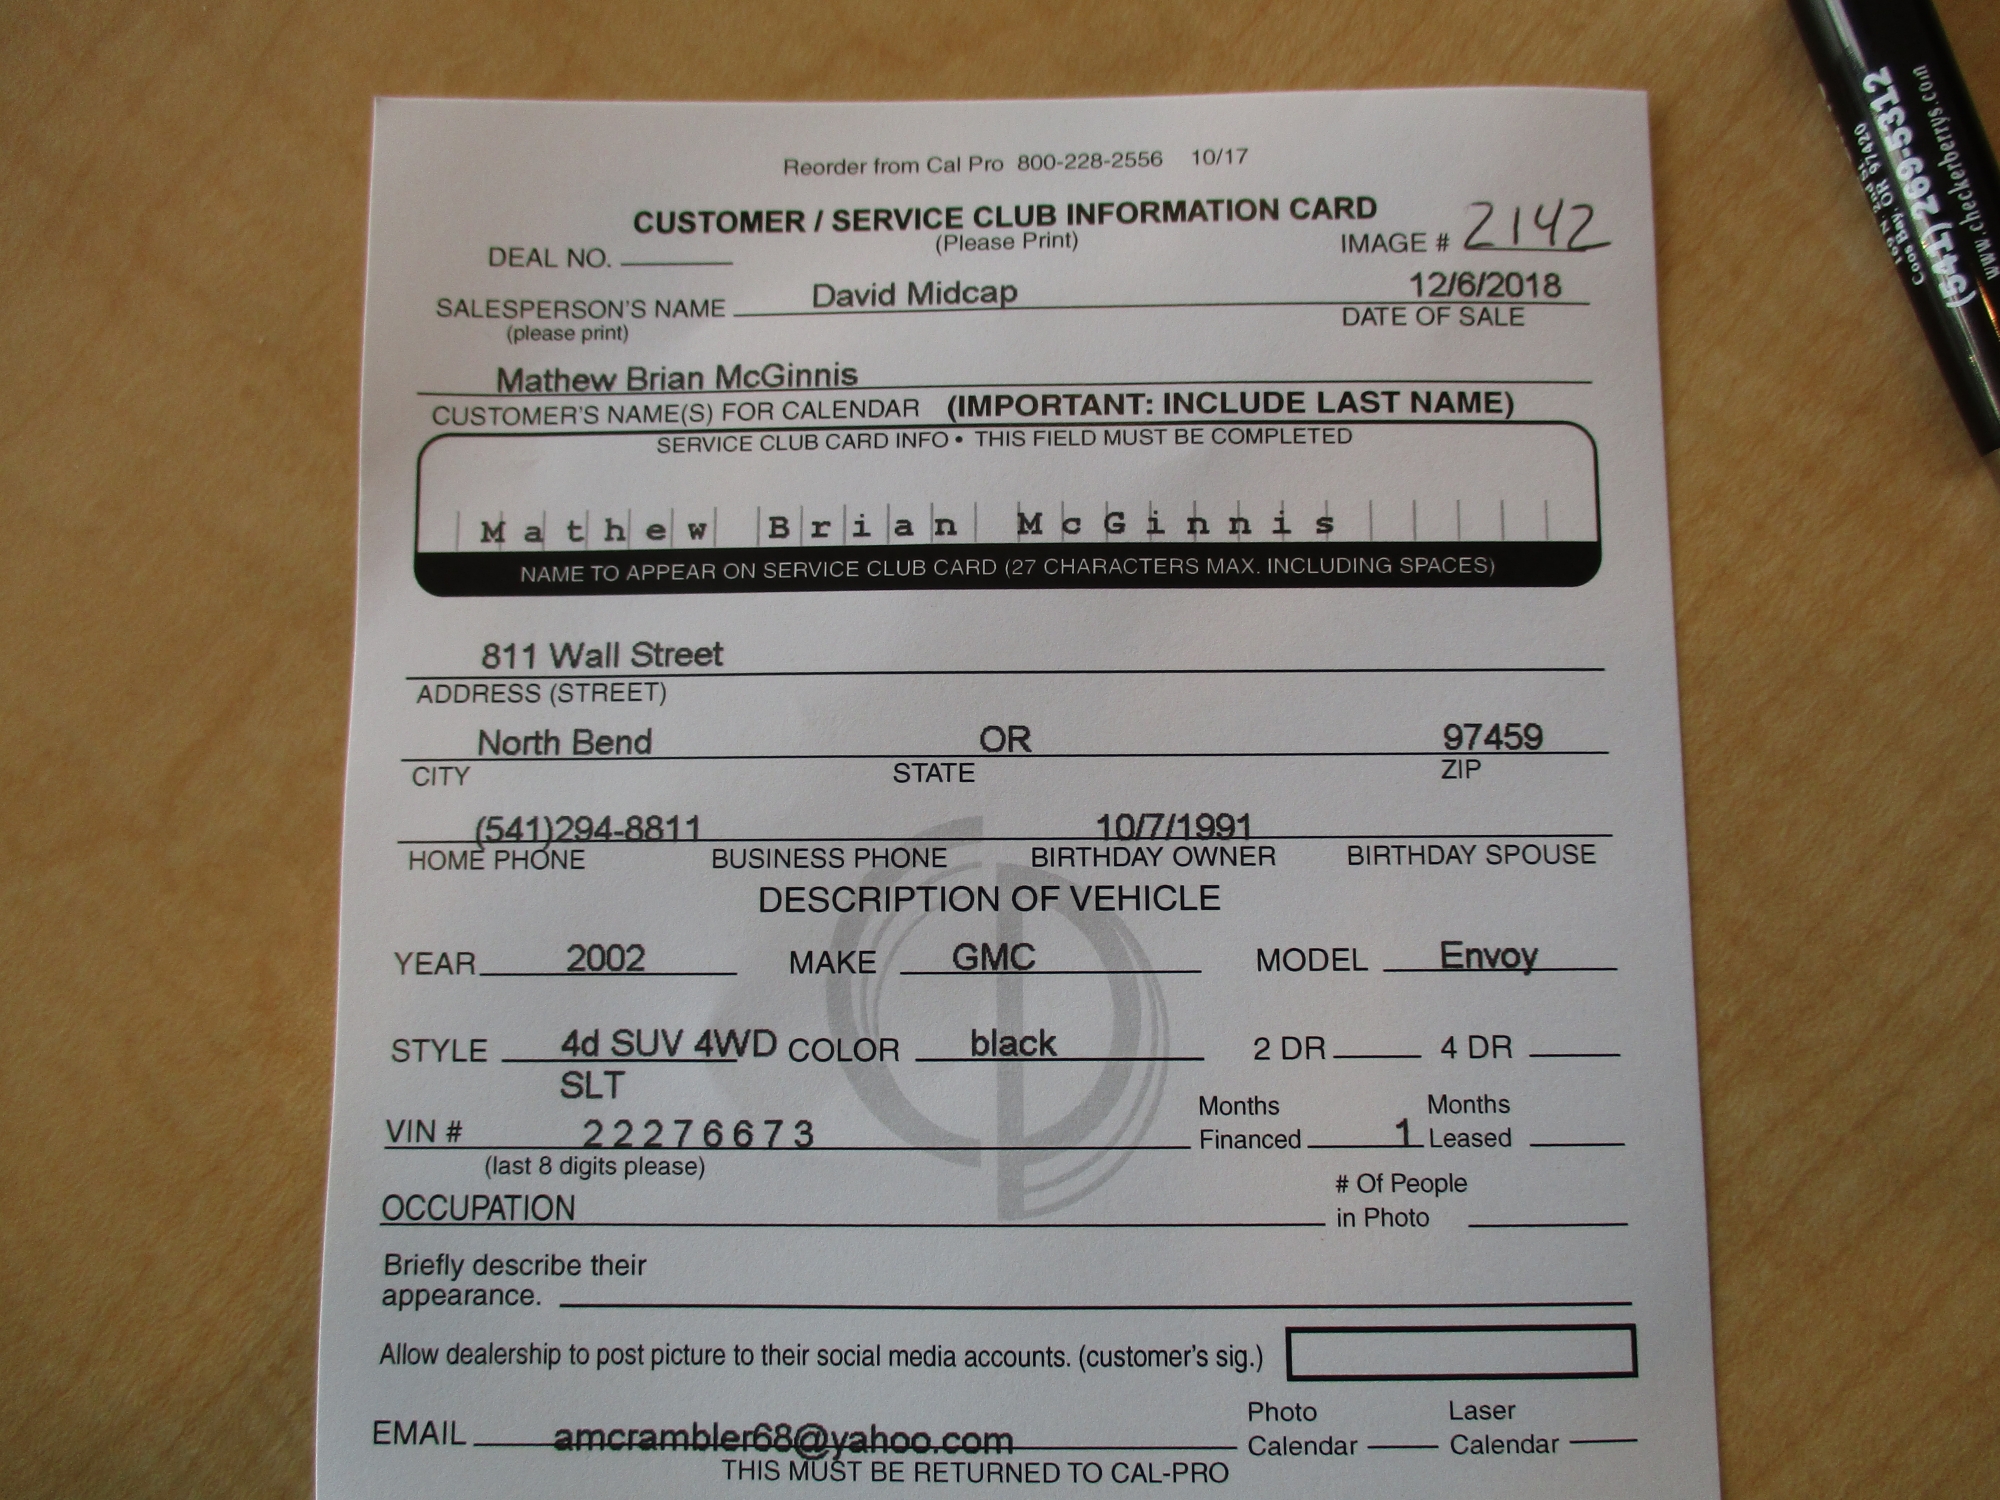 Reorder from Cal Pro 800-228-2556 10/17
CUSTOMER / SERVICE CLUB INFORMATION CARD
(Please Print)
DEAL NO.
IMAGE # 2142
SALESPERSON'S NAME David Midcap 12/6/2018
(please print) DATE OF SALE
Mathew Brian McGinnis
CUSTOMER'S NAME(S) FOR CALENDAR (IMPORTANT: INCLUDE LAST NAME)
SERVICE CLUB CARD INFO • THIS FIELD MUST BE COMPLETED
Mathew Brian McGinnis
NAME TO APPEAR ON SERVICE CLUB CARD (27 CHARACTERS MAX. INCLUDING SPACES)
811 Wall Street
ADDRESS (STREET)
North Bend OR 97459
CITY STATE ZIP
(541)294-8811 10/7/1991
HOME PHONE BUSINESS PHONE BIRTHDAY OWNER BIRTHDAY SPOUSE
DESCRIPTION OF VEHICLE
YEAR 2002 MAKE GMC MODEL Envoy
STYLE 4d SUV 4WD COLOR black 2 DR 4 DR
SLT
VIN # 22276673 Months Financed 1 Months Leased
(last 8 digits please)
OCCUPATION # Of People in Photo
Briefly describe their
appearance.
Allow dealership to post picture to their social media accounts. (customer's sig.)
EMAIL amcrambler68@yahoo.com Photo Calendar Laser Calendar
THIS MUST BE RETURNED TO CAL-PRO
Coos Bay, OR 97420
(541) 269-5312
www.checkerberrys.com